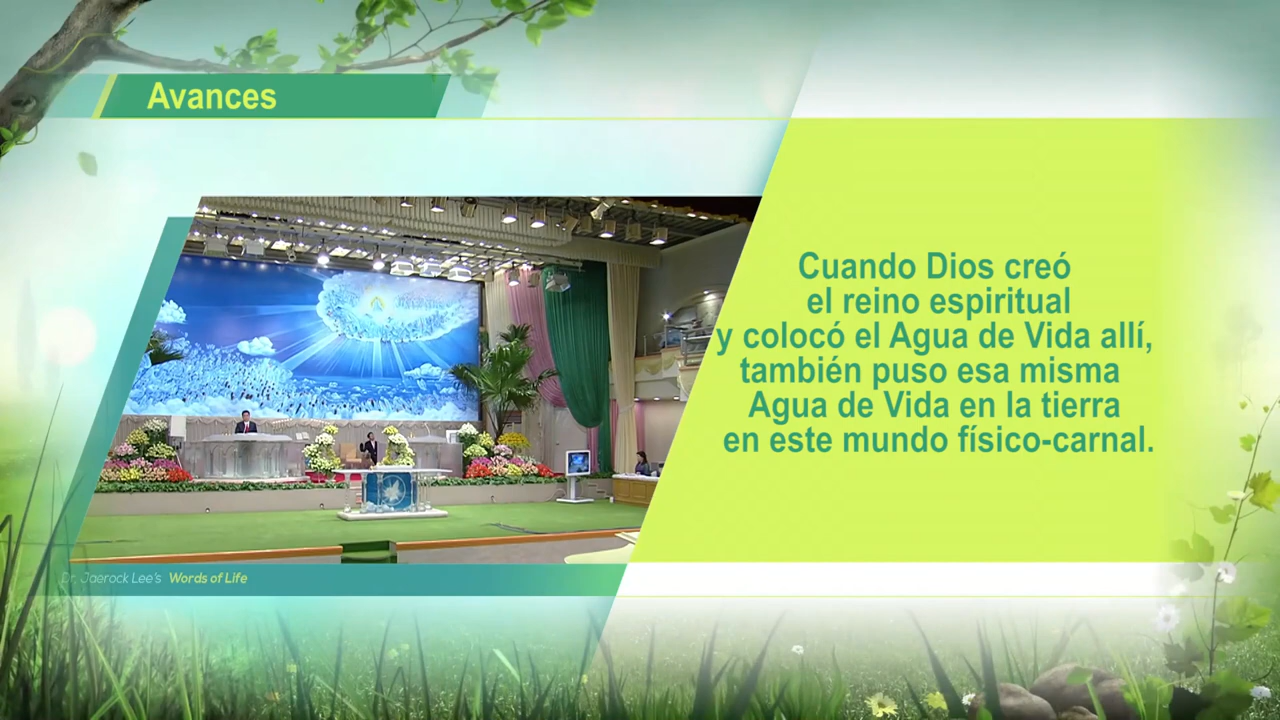 Avances
Cuando Dios creó
el reino espiritual
y colocó el Agua de Vida allí,
también puso esa misma
Agua de Vida en la tierra
en este mundo físico-carnal.
Dr. Jaerock Lee's Words of Life